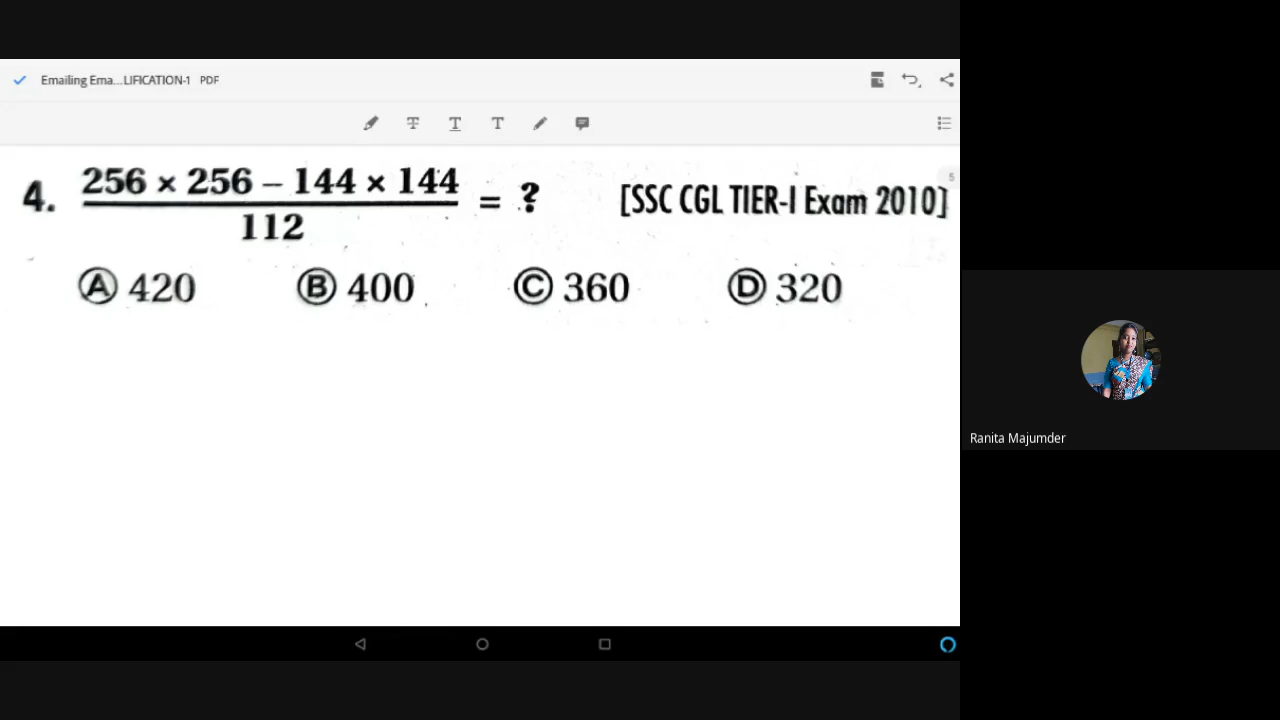 Emailing Ema...LIFICATION-1 PDF
5
4. 256 × 256 – 144 × 144
112
= ? [SSC CGL TIER-I Exam 2010]
Ⓐ 420 Ⓑ 400 Ⓒ 360 Ⓓ 320
Ranita Majumder